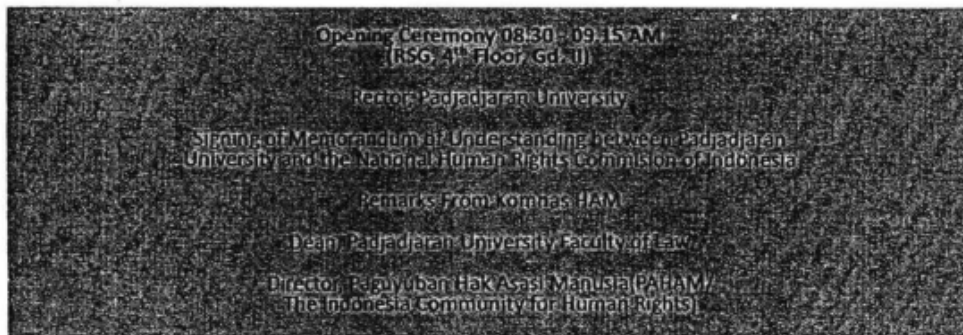 Opening Ceremony 08:30 - 09.15 AM
(RSG, 4th Floor, Gd. II)
Rector, Padjadjaran University
Signing of Memorandum of Understanding between Padjadjaran
University and the National Human Rights Commision of Indonesia
Remarks From Komnas HAM
Dean, Padjadjaran University Faculty of Law
Director, Paguyuban Hak Asasi Manusia(PAHAM/
The Indonesia Community for Human Rights)